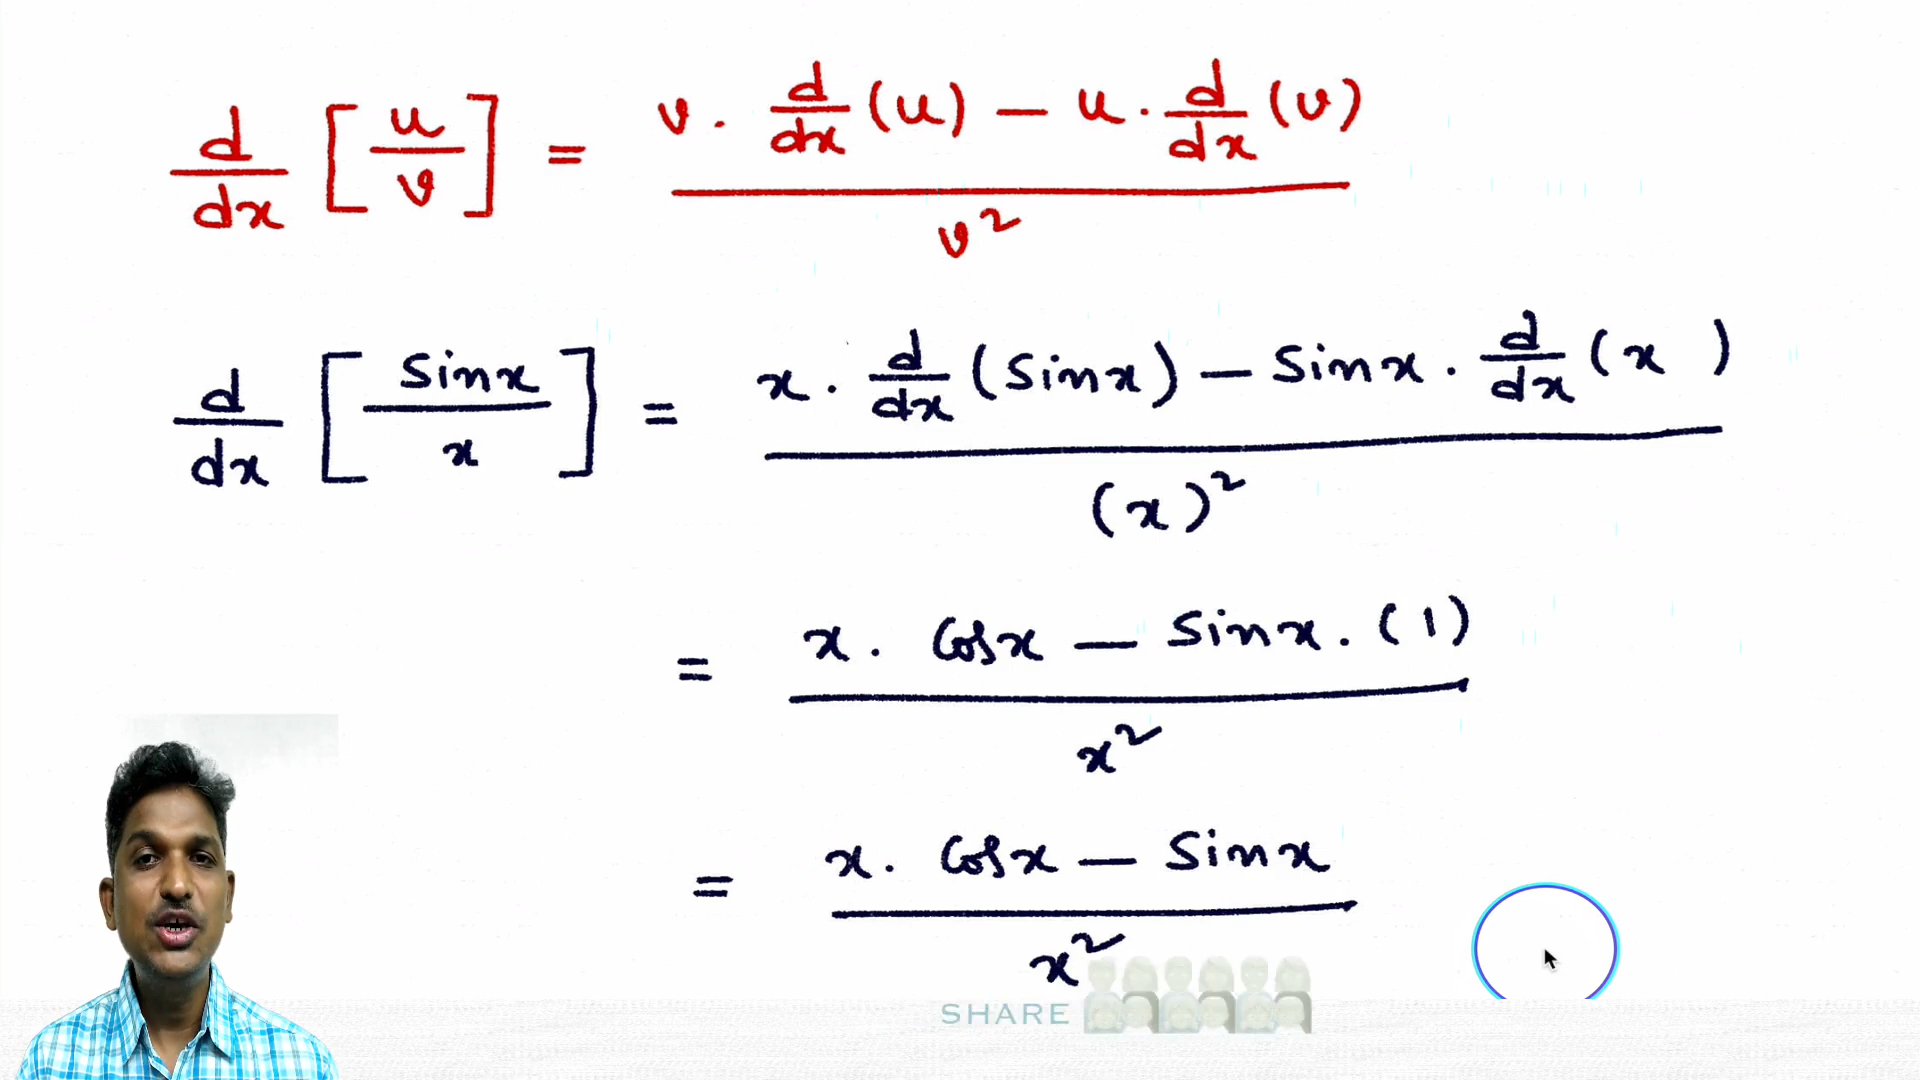 d/dx [u/v] = (v . d/dx (u) – u . d/dx (v)) / v²
d/dx [Sinx/x] = (x . d/dx (Sinx) – Sinx . d/dx (x)) / (x)²
= (x . Cosx – Sinx . (1)) / x²
= (x . Cosx – Sinx) / x²
SHARE